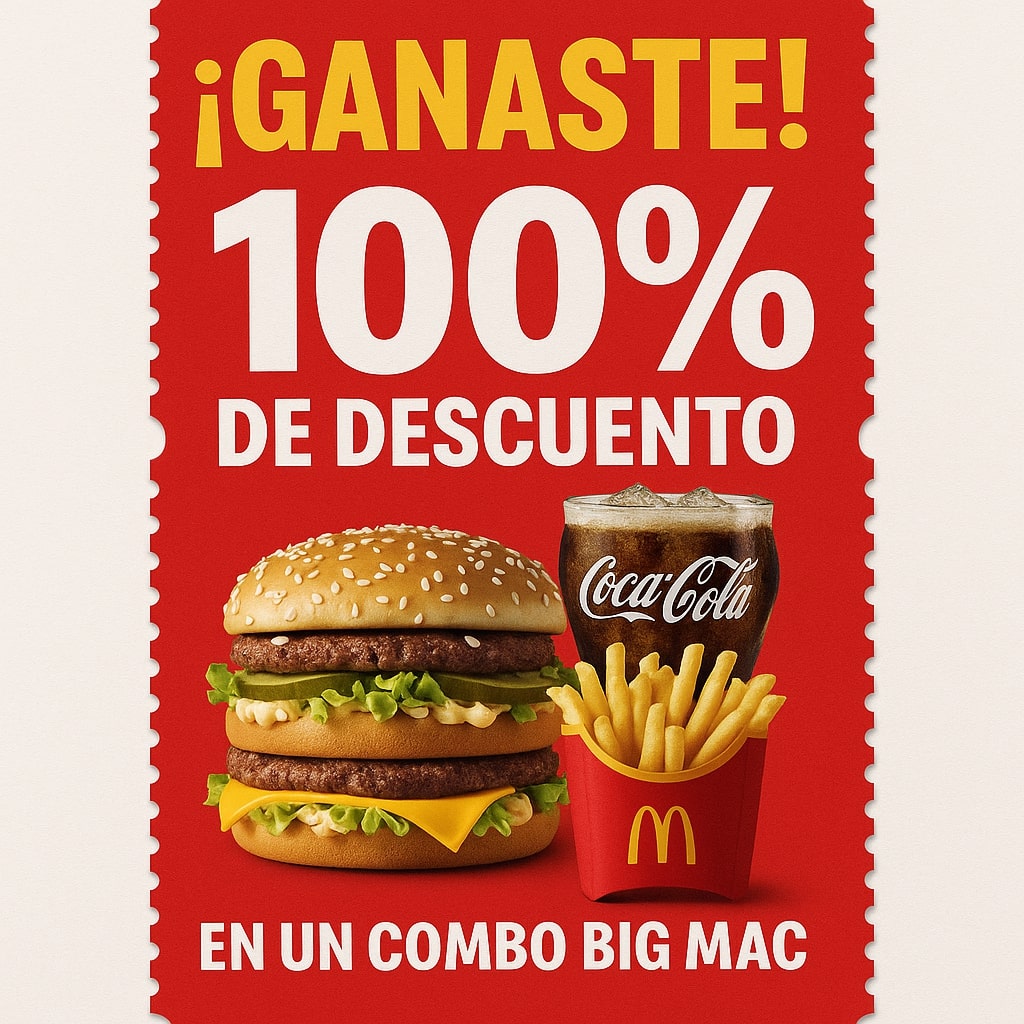 ¡GANASTE!
100%
DE DESCUENTO
Coca-Cola
EN UN COMBO BIG MAC